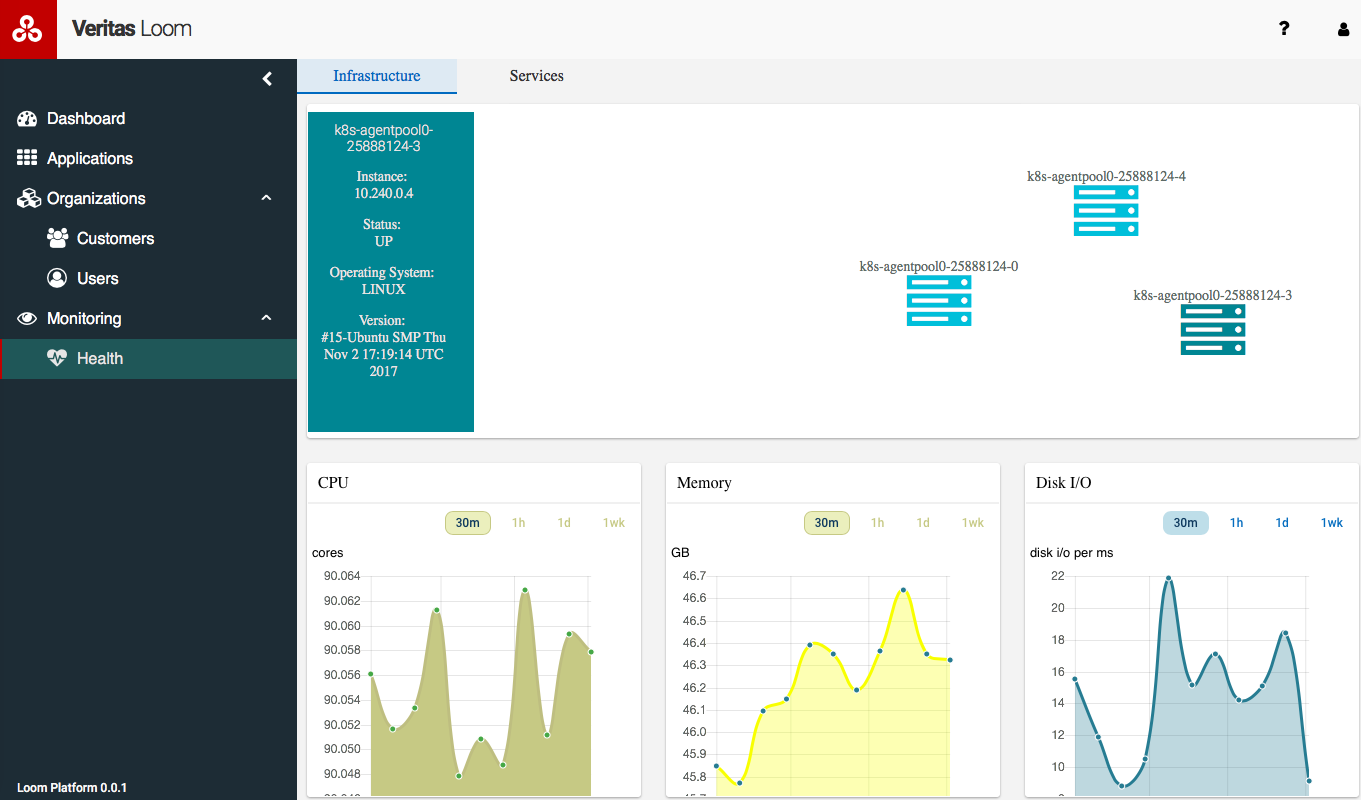 Veritas Loom
?
Dashboard
Applications
Organizations
Customers
Users
Monitoring
Health
Loom Platform 0.0.1
Infrastructure
Services
k8s-agentpool0-
25888124-3
Instance:
10.240.0.4
Status:
UP
Operating System:
LINUX
Version:
#15-Ubuntu SMP Thu
Nov 2 17:19:14 UTC
2017
k8s-agentpool0-25888124-4
k8s-agentpool0-25888124-0
k8s-agentpool0-25888124-3
CPU
30m 1h 1d 1wk
cores
90.064
90.062
90.060
90.058
90.056
90.054
90.052
90.050
90.048
Memory
30m 1h 1d 1wk
GB
46.7
46.6
46.5
46.4
46.3
46.2
46.1
46.0
45.9
45.8
Disk I/O
30m 1h 1d 1wk
disk i/o per ms
22
20
18
16
14
12
10